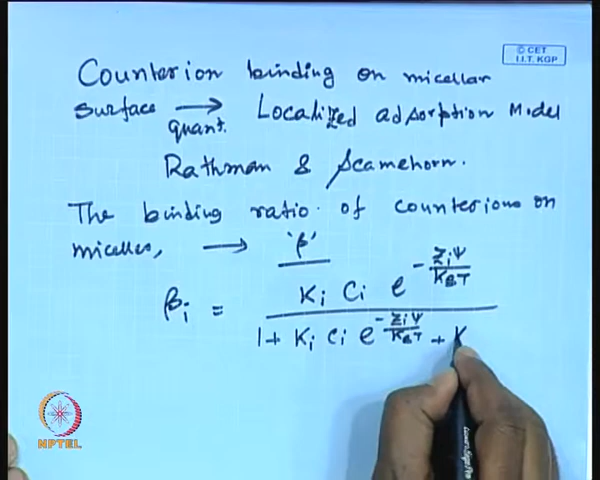 © CET
I.I.T. KGP
Counterion binding on micellar
surface → Localized adsorption Model
quant.
Rathman & Scamehorn.
The binding ratio of counterions on
micelles, → 'β'
βi = Ki Ci e^(-Ziψ/KBT) / 1 + Ki Ci e^(-Ziψ/KBT) + K
NPTEL